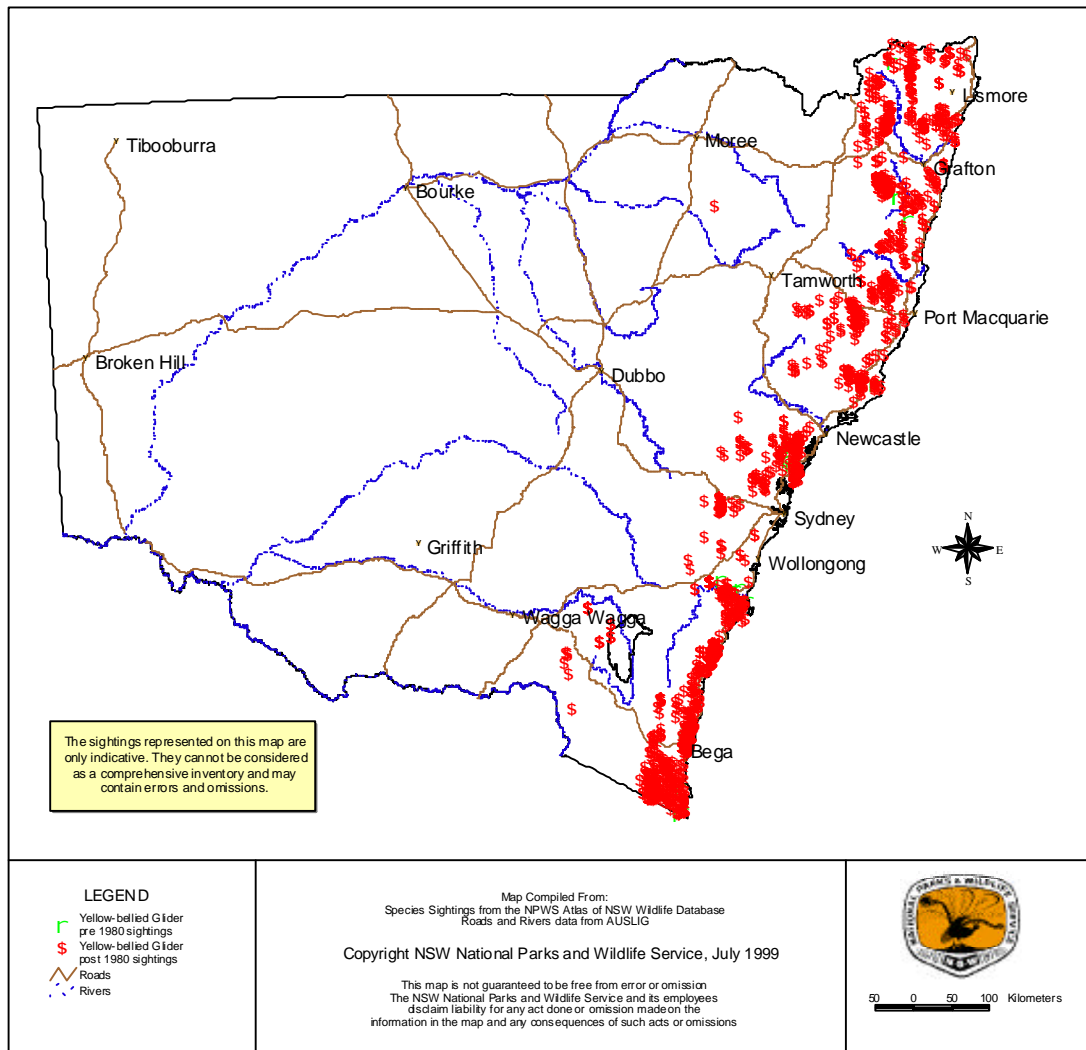 Lismore
Tibooburra
Moree
Grafton
Bourke
Tamworth
Port Macquarie
Broken Hill
Dubbo
Newcastle
Sydney
N
W
E
S
Griffith
Wollongong
Wagga Wagga
Bega
The sightings represented on this map are
only indicative. They cannot be considered
as a comprehensive inventory and may
contain errors and omissions.
LEGEND
r Yellow-bellied Glider
pre 1980 sightings
$ Yellow-bellied Glider
post 1980 sightings
Roads
Rivers
Map Compiled From:
Species Sightings from the NPWS Atlas of NSW Wildlife Database
Roads and Rivers data from AUSLIG
Copyright NSW National Parks and Wildlife Service, July 1999
This map is not guaranteed to be free from error or omission
The NSW National Parks and Wildlife Service and its employees
disclaim liability for any act done or omission made on the
information in the map and any consequences of such acts or omissions
NATIONAL PARKS & WILDLIFE SERVICE
50 0 50 100 Kilometers